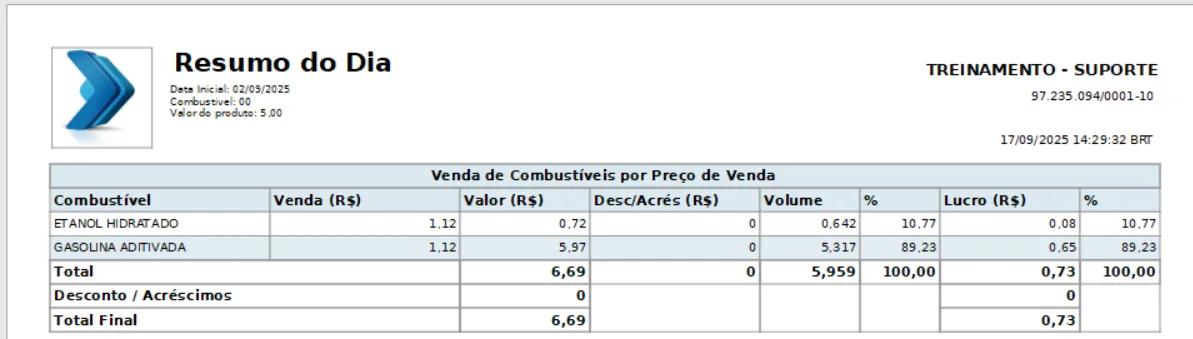 Resumo do Dia
Data Inicial: 02/09/2025
Combustivel: 00
Valor do produto: 5,00
TREINAMENTO - SUPORTE
97.235.094/0001-10
17/09/2025 14:29:32 BRT
Venda de Combustíveis por Preço de Venda
Combustível Venda (R$) Valor (R$) Desc/Acrés (R$) Volume % Lucro (R$) %
ETANOL HIDRATADO 1,12 0,72 0 0,642 10,77 0,08 10,77
GASOLINA ADITIVADA 1,12 5,97 0 5,317 89,23 0,65 89,23
Total 6,69 0 5,959 100,00 0,73 100,00
Desconto / Acréscimos 0 0
Total Final 6,69 0,73